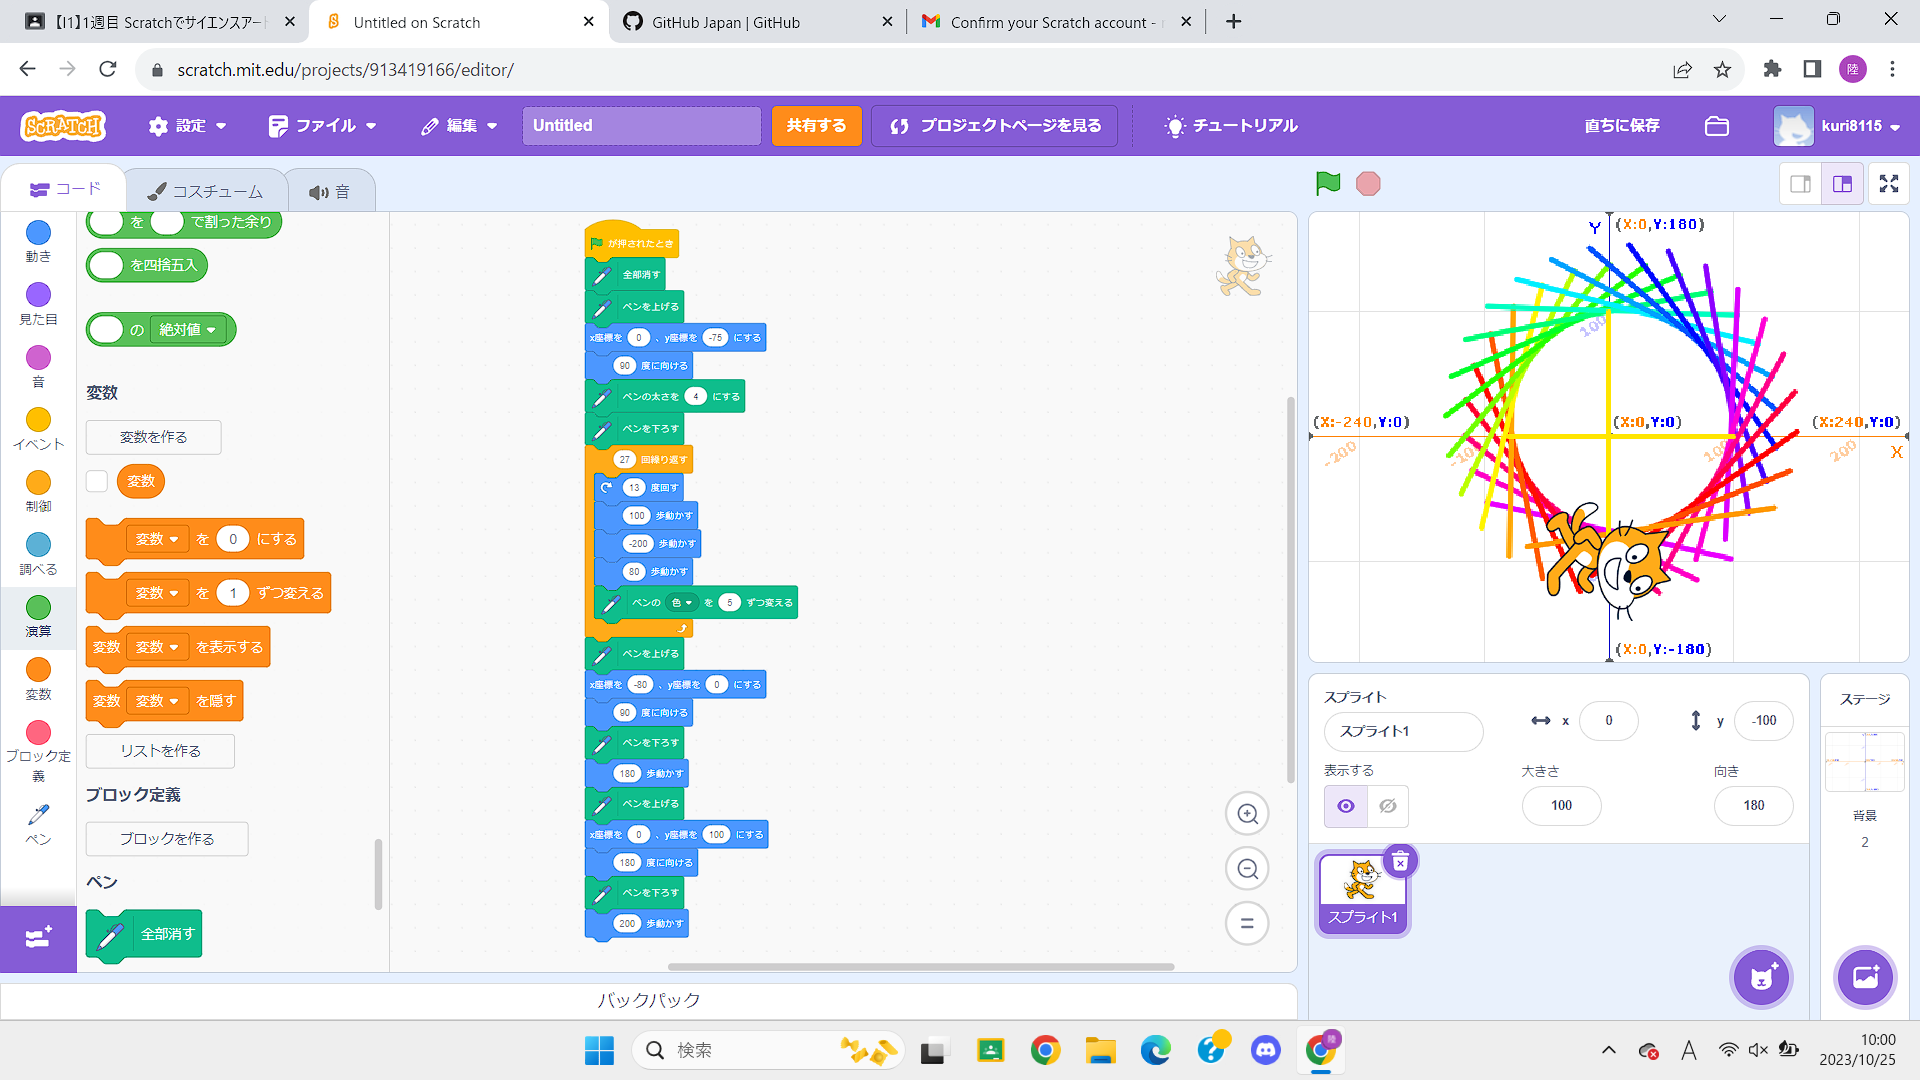 【I1】1週目 Scratchでサイエンスアート
Untitled on Scratch
GitHub Japan | GitHub
Confirm your Scratch account -
scratch.mit.edu/projects/913419166/editor/
陸
SCRATCH
設定
ファイル
編集
Untitled
共有する
プロジェクトページを見る
チュートリアル
直ちに保存
kuri8115
コード
コスチューム
音
動き
見た目
音
イベント
制御
調べる
演算
変数
ブロック定義
ペン
を で割った余り
を四捨五入
の 絶対値
変数
変数を作る
変数
変数 を 0 にする
変数 を 1 ずつ変える
変数 変数 を表示する
変数 変数 を隠す
リストを作る
ブロック定義
ブロックを作る
ペン
全部消す
が押されたとき
全部消す
ペンを上げる
x座標を 0 、y座標を -75 にする
90 度に向ける
ペンの太さを 4 にする
ペンを下ろす
27 回繰り返す
13 度回す
100 歩動かす
-200 歩動かす
80 歩動かす
ペンの 色 を 5 ずつ変える
ペンを上げる
x座標を -80 、y座標を 0 にする
90 度に向ける
ペンを下ろす
180 歩動かす
ペンを上げる
x座標を 0 、y座標を 100 にする
180 度に向ける
ペンを下ろす
200 歩動かす
バックパック
Y (X:0,Y:180)
100
(X:-240,Y:0)
(X:0,Y:0)
(X:240,Y:0)
-200
-100
100
200
X
(X:0,Y:-180)
スプライト
スプライト1
x 0
y -100
表示する
大きさ
100
向き
180
スプライト1
ステージ
背景
2
検索
A
10:00
2023/10/25